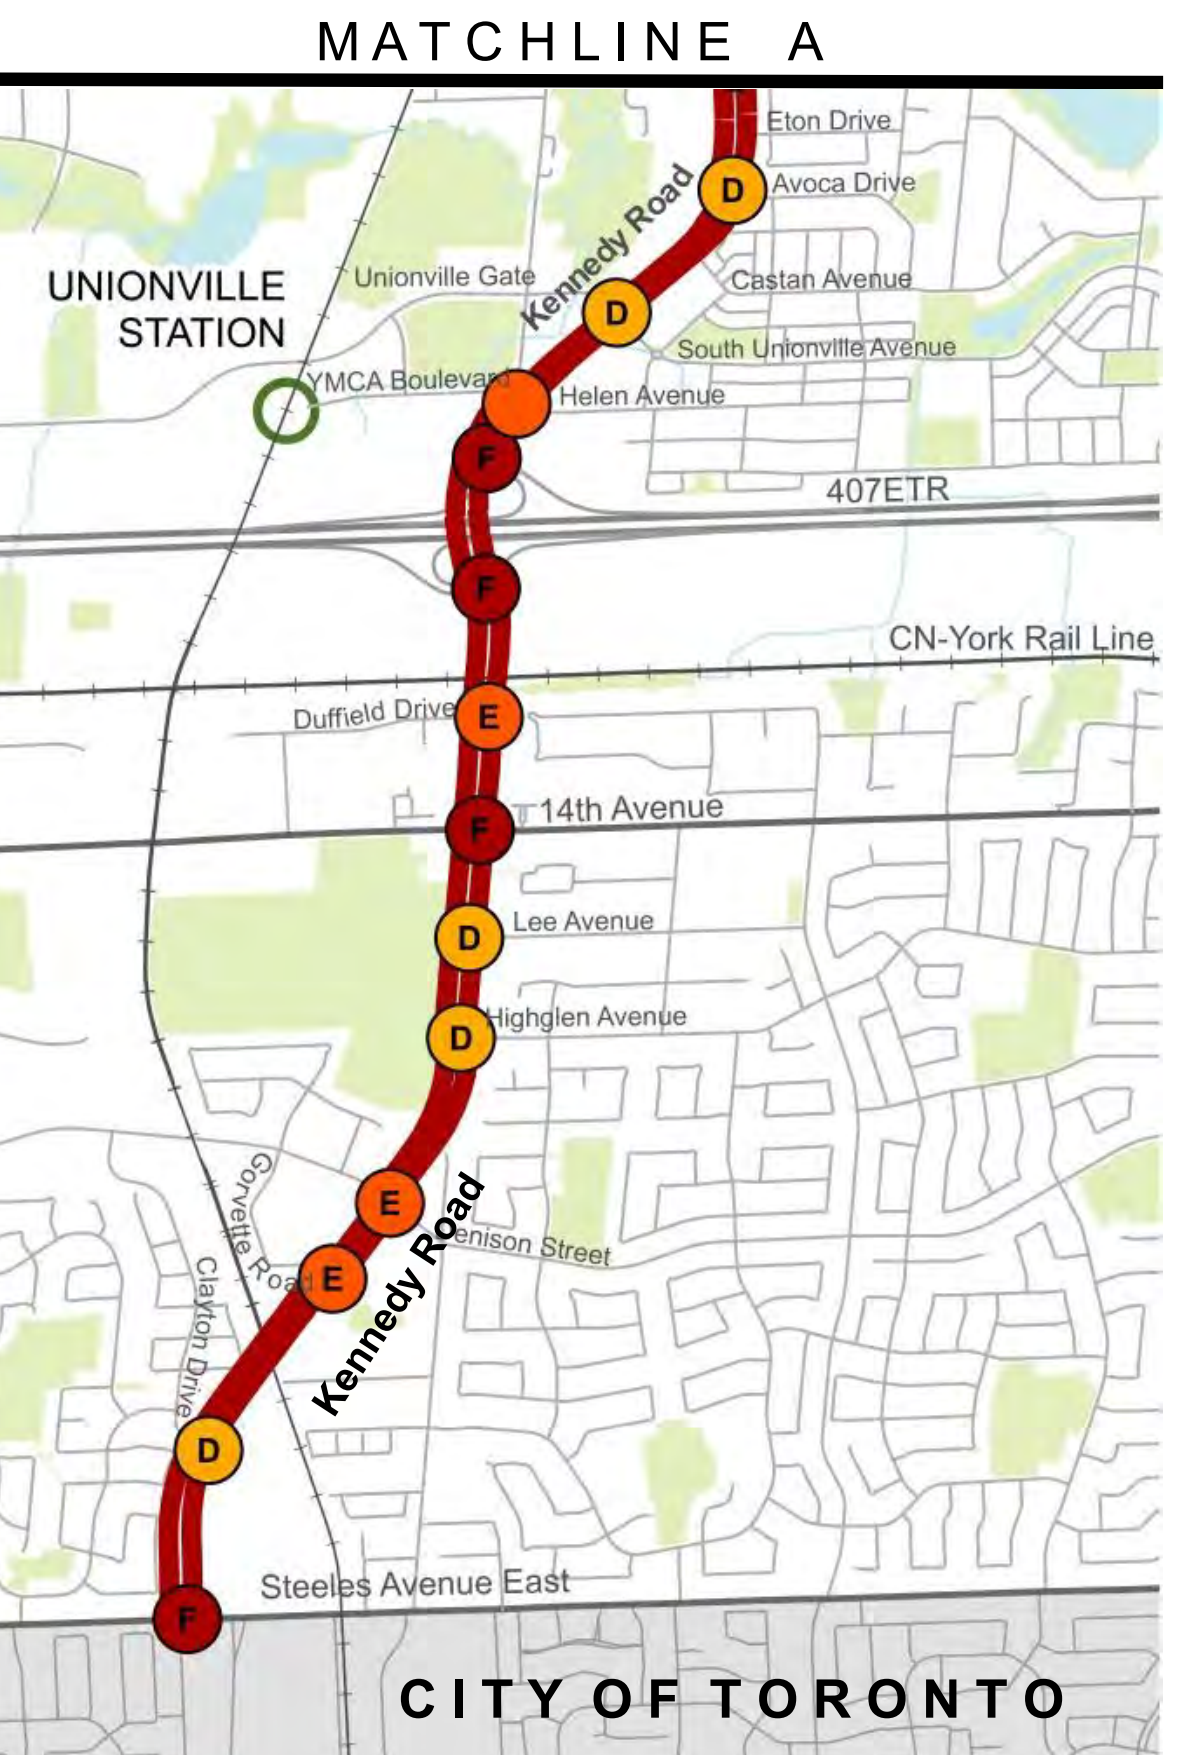 MATCHLINE A
Eton Drive
D
Avoca Drive
Kennedy Road
UNIONVILLE
STATION
Unionville Gate
Castan Avenue
D
South Unionville Avenue
YMCA Boulevard
Helen Avenue
F
407ETR
F
CN-York Rail Line
Duffield Drive
E
14th Avenue
F
Lee Avenue
D
Highglen Avenue
D
Gorvette Road
E
Kennedy Road
enison Street
E
Clayton Drive
D
Steeles Avenue East
F
CITY OF TORONTO